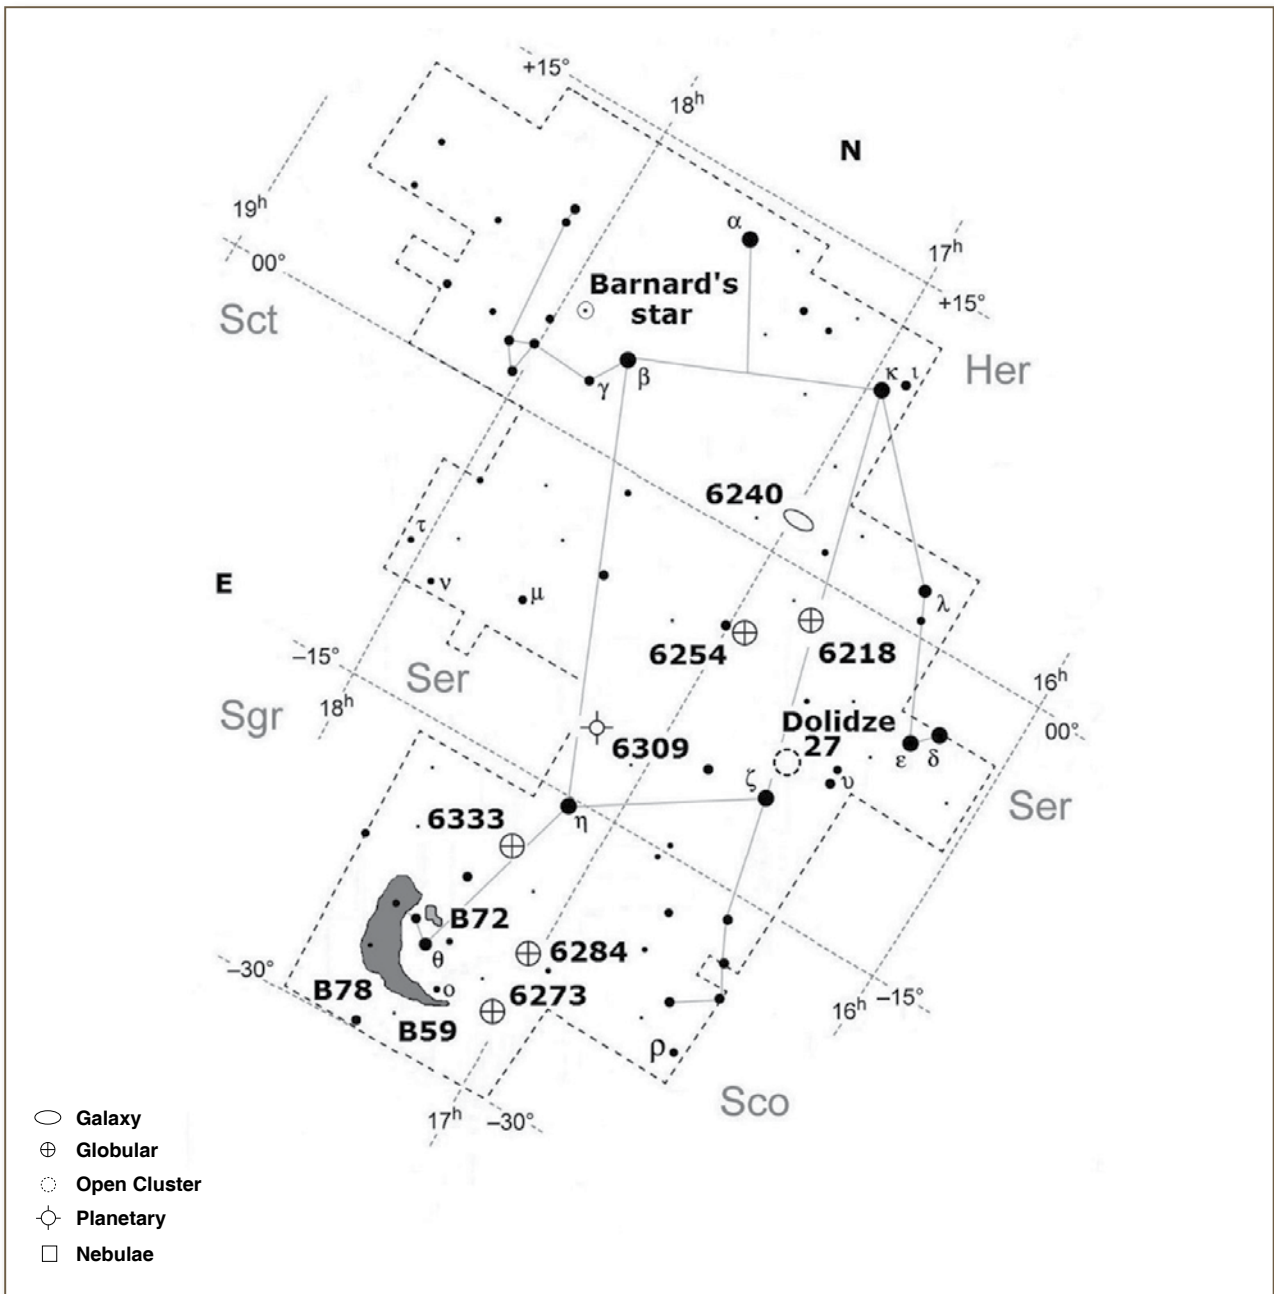 +15°
18h
N
19h
α
17h
00°
Barnard's
star
+15°
Sct
Her
κ ι
β
γ
6240
τ
E
ν
μ
λ
6254
6218
–15°
Ser
16h
Sgr
18h
Dolidze
27
00°
6309
ε δ
ζ
υ
Ser
6333
η
B72
θ
6284
–30°
B78
ο
6273
16h –15°
B59
ρ
Sco
17h –30°
Galaxy
Globular
Open Cluster
Planetary
Nebulae